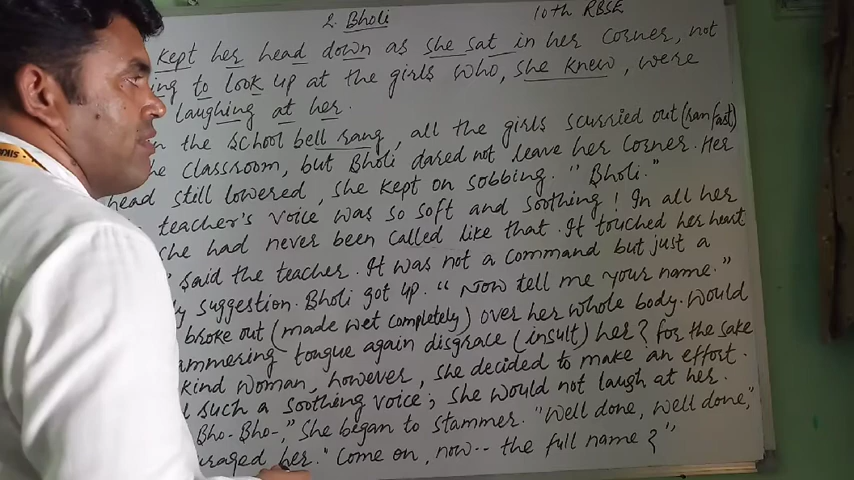 2. Bholi 10th RBSE
kept her head down as she sat in her corner, not
ing to look up at the girls who, she knew, were
laughing at her.
n the school bell rang, all the girls scurried out (ran fast)
he classroom, but Bholi dared not leave her corner. Her
head still lowered, she kept on sobbing. "Bholi."
teacher's voice was so soft and soothing! In all her
she had never been called like that. It touched her heart
" said the teacher. It was not a command but just a
ly suggestion. Bholi got up. "Now tell me your name."
broke out (made wet completely) over her whole body. Would
ammering tongue again disgrace (insult) her? for the sake
kind woman, however, she decided to make an effort.
such a soothing voice; she would not laugh at her.
Bho-Bho-," She began to stammer. "Well done, well done,"
uraged her. "Come on, now-- the full name?"
SIKA